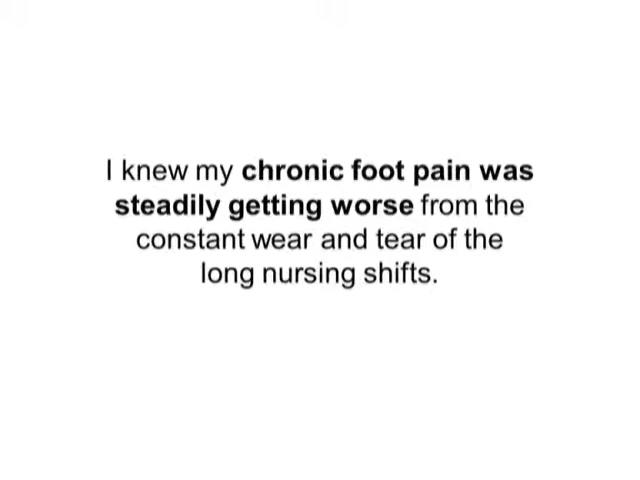 I knew my chronic foot pain was
steadily getting worse from the
constant wear and tear of the
long nursing shifts.